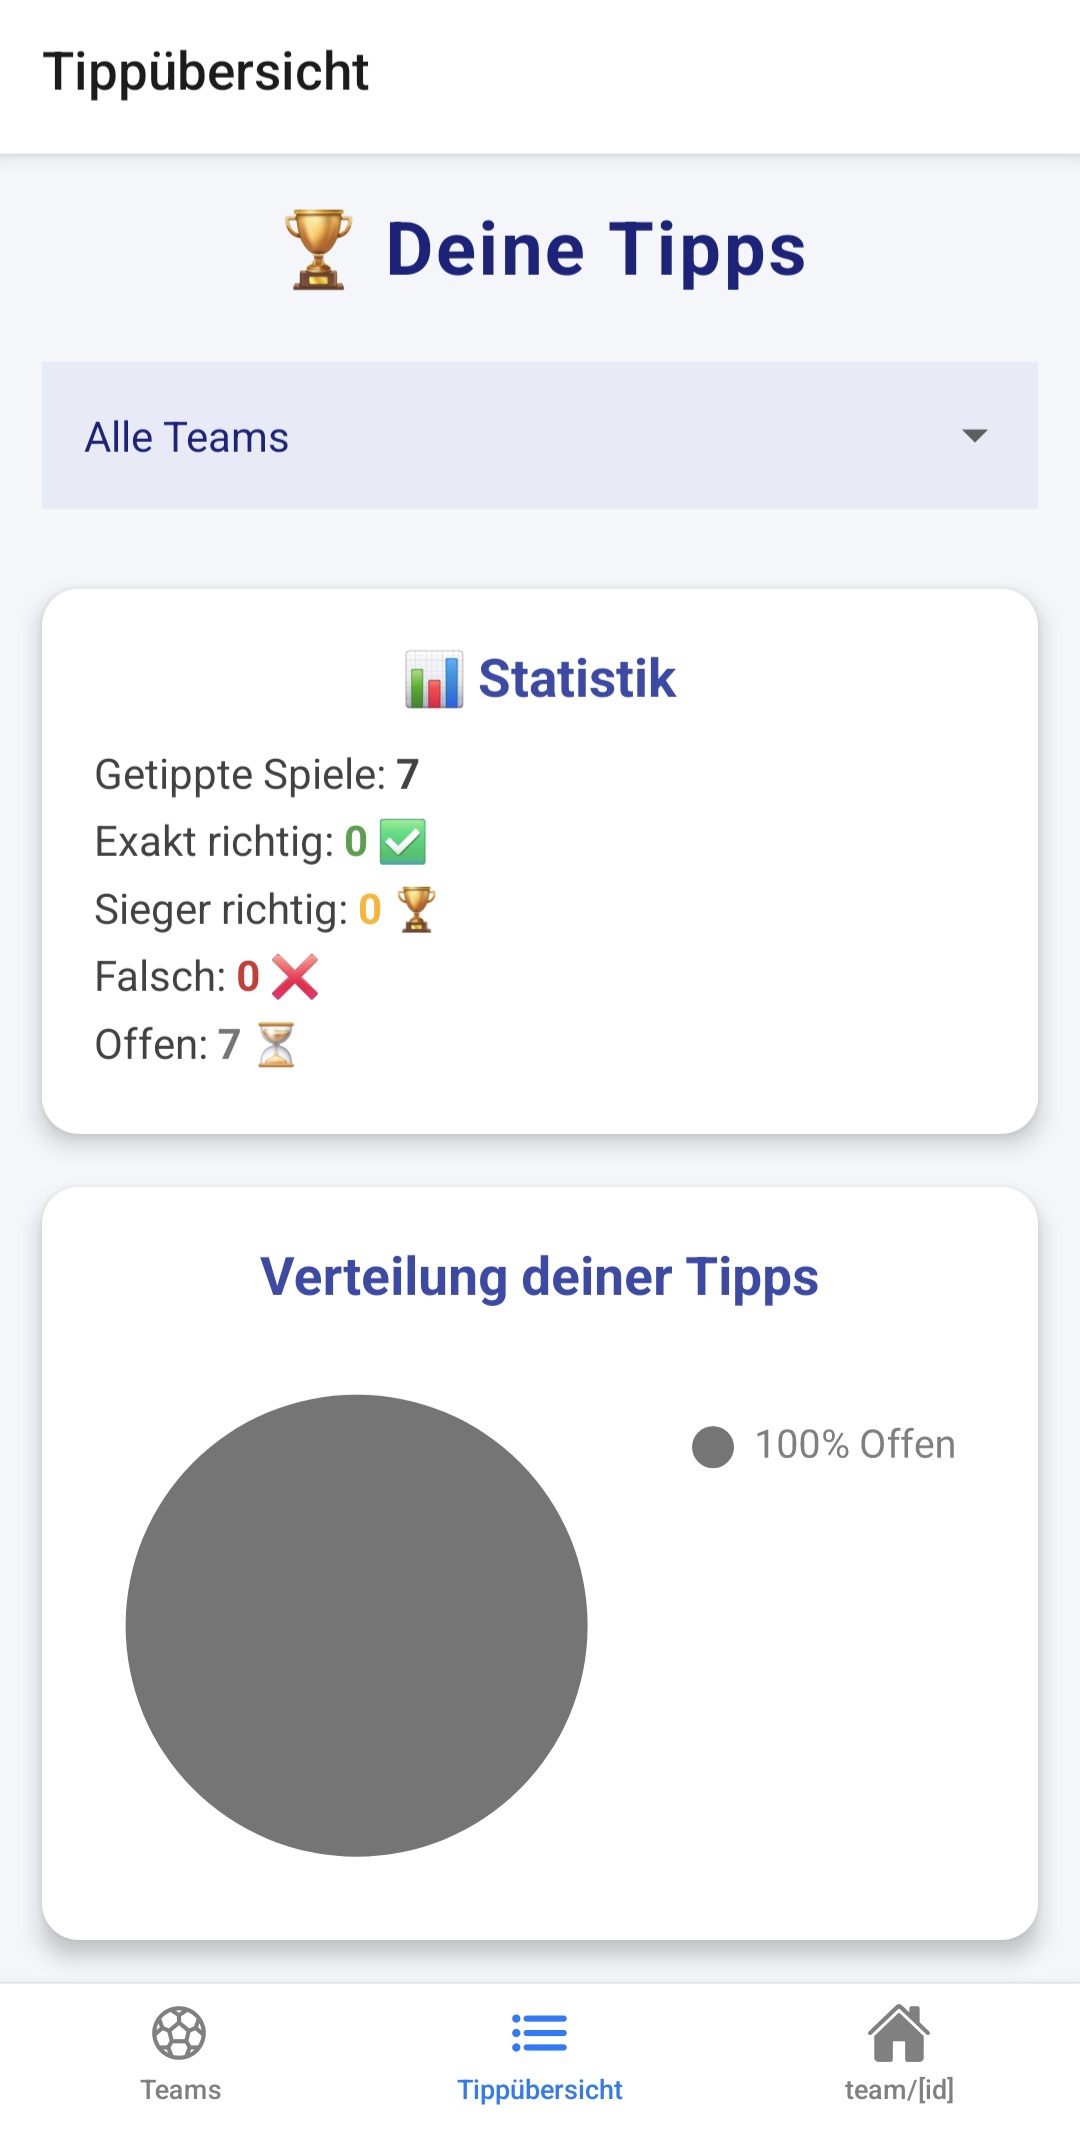 Tippübersicht
🏆 Deine Tipps
Alle Teams
📊 Statistik
Getippte Spiele: 7
Exakt richtig: 0 ✅
Sieger richtig: 0 🏆
Falsch: 0 ❌
Offen: 7 ⏳
Verteilung deiner Tipps
100% Offen
Teams
Tippübersicht
team/[id]